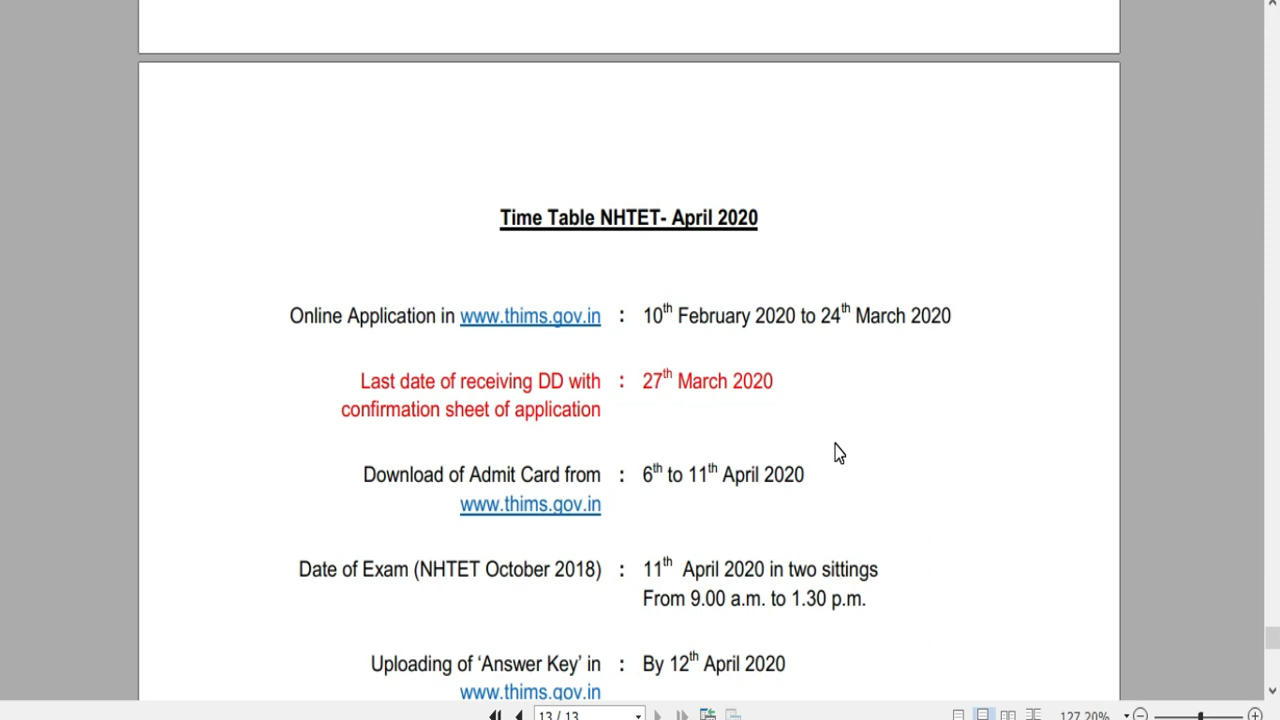 Time Table NHTET- April 2020
Online Application in www.thims.gov.in : 10th February 2020 to 24th March 2020
Last date of receiving DD with : 27th March 2020
confirmation sheet of application
Download of Admit Card from : 6th to 11th April 2020
www.thims.gov.in
Date of Exam (NHTET October 2018) : 11th April 2020 in two sittings
From 9.00 a.m. to 1.30 p.m.
Uploading of ‘Answer Key’ in : By 12th April 2020
www.thims.gov.in
13 / 13
127.20%